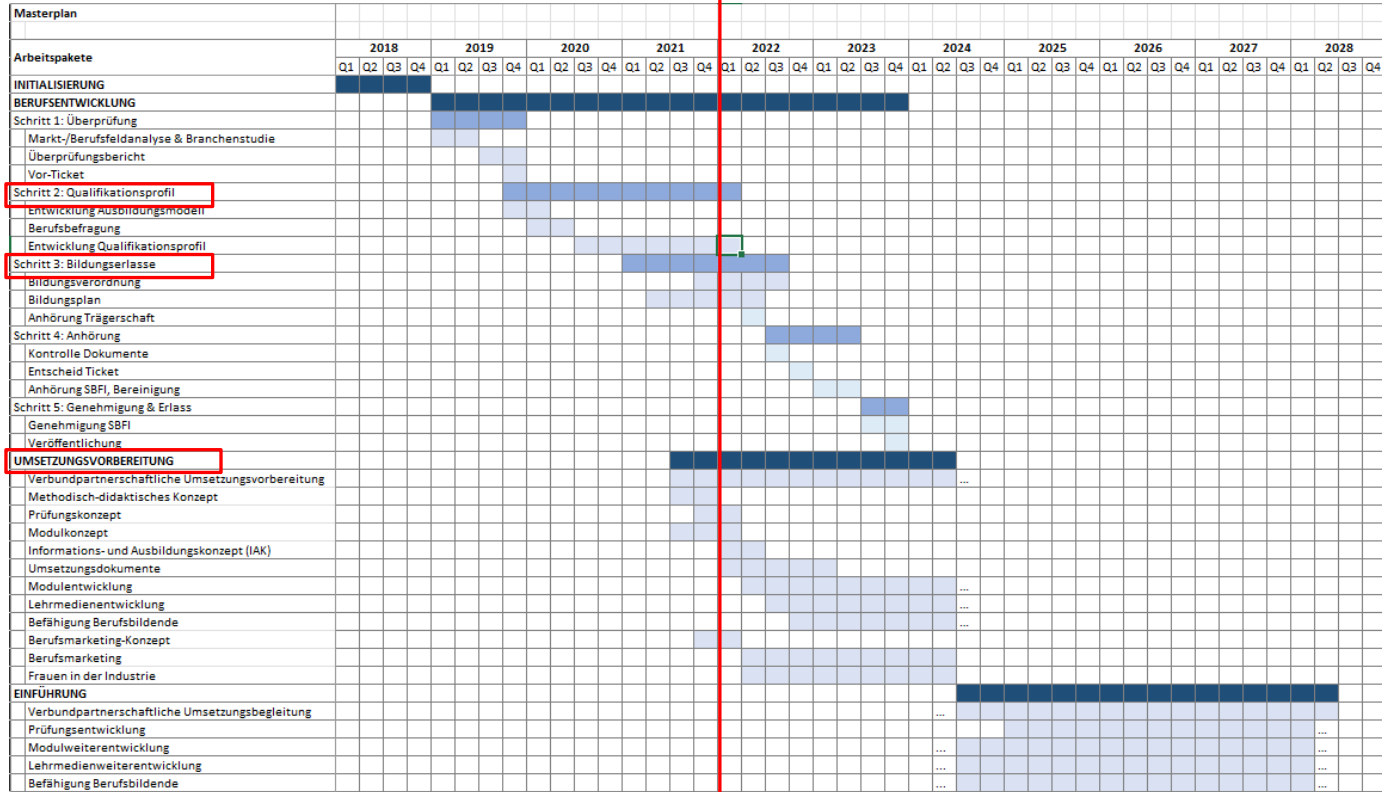 Masterplan
Arbeitspakete 2018 2019 2020 2021 2022 2023 2024 2025 2026 2027 2028
Q1 Q2 Q3 Q4 Q1 Q2 Q3 Q4 Q1 Q2 Q3 Q4 Q1 Q2 Q3 Q4 Q1 Q2 Q3 Q4 Q1 Q2 Q3 Q4 Q1 Q2 Q3 Q4 Q1 Q2 Q3 Q4 Q1 Q2 Q3 Q4 Q1 Q2 Q3 Q4 Q1 Q2 Q3 Q4
INITIALISIERUNG
BERUFSENTWICKLUNG
Schritt 1: Überprüfung
Markt-/Berufsfeldanalyse & Branchenstudie
Überprüfungsbericht
Vor-Ticket
Schritt 2: Qualifikationsprofil
Entwicklung Ausbildungsmodell
Berufsbefragung
Entwicklung Qualifikationsprofil
Schritt 3: Bildungserlasse
Bildungsverordnung
Bildungsplan
Anhörung Trägerschaft
Schritt 4: Anhörung
Kontrolle Dokumente
Entscheid Ticket
Anhörung SBFI, Bereinigung
Schritt 5: Genehmigung & Erlass
Genehmigung SBFI
Veröffentlichung
UMSETZUNGSVORBEREITUNG
Verbundpartnerschaftliche Umsetzungsvorbereitung ...
Methodisch-didaktisches Konzept
Prüfungskonzept
Modulkonzept
Informations- und Ausbildungskonzept (IAK)
Umsetzungsdokumente
Modulentwicklung ...
Lehrmedienentwicklung ...
Befähigung Berufsbildende ...
Berufsmarketing-Konzept
Berufsmarketing
Frauen in der Industrie
EINFÜHRUNG
Verbundpartnerschaftliche Umsetzungsbegleitung ...
Prüfungsentwicklung ...
Modulweiterentwicklung ... ...
Lehrmedienweiterentwicklung ... ...
Befähigung Berufsbildende ... ...